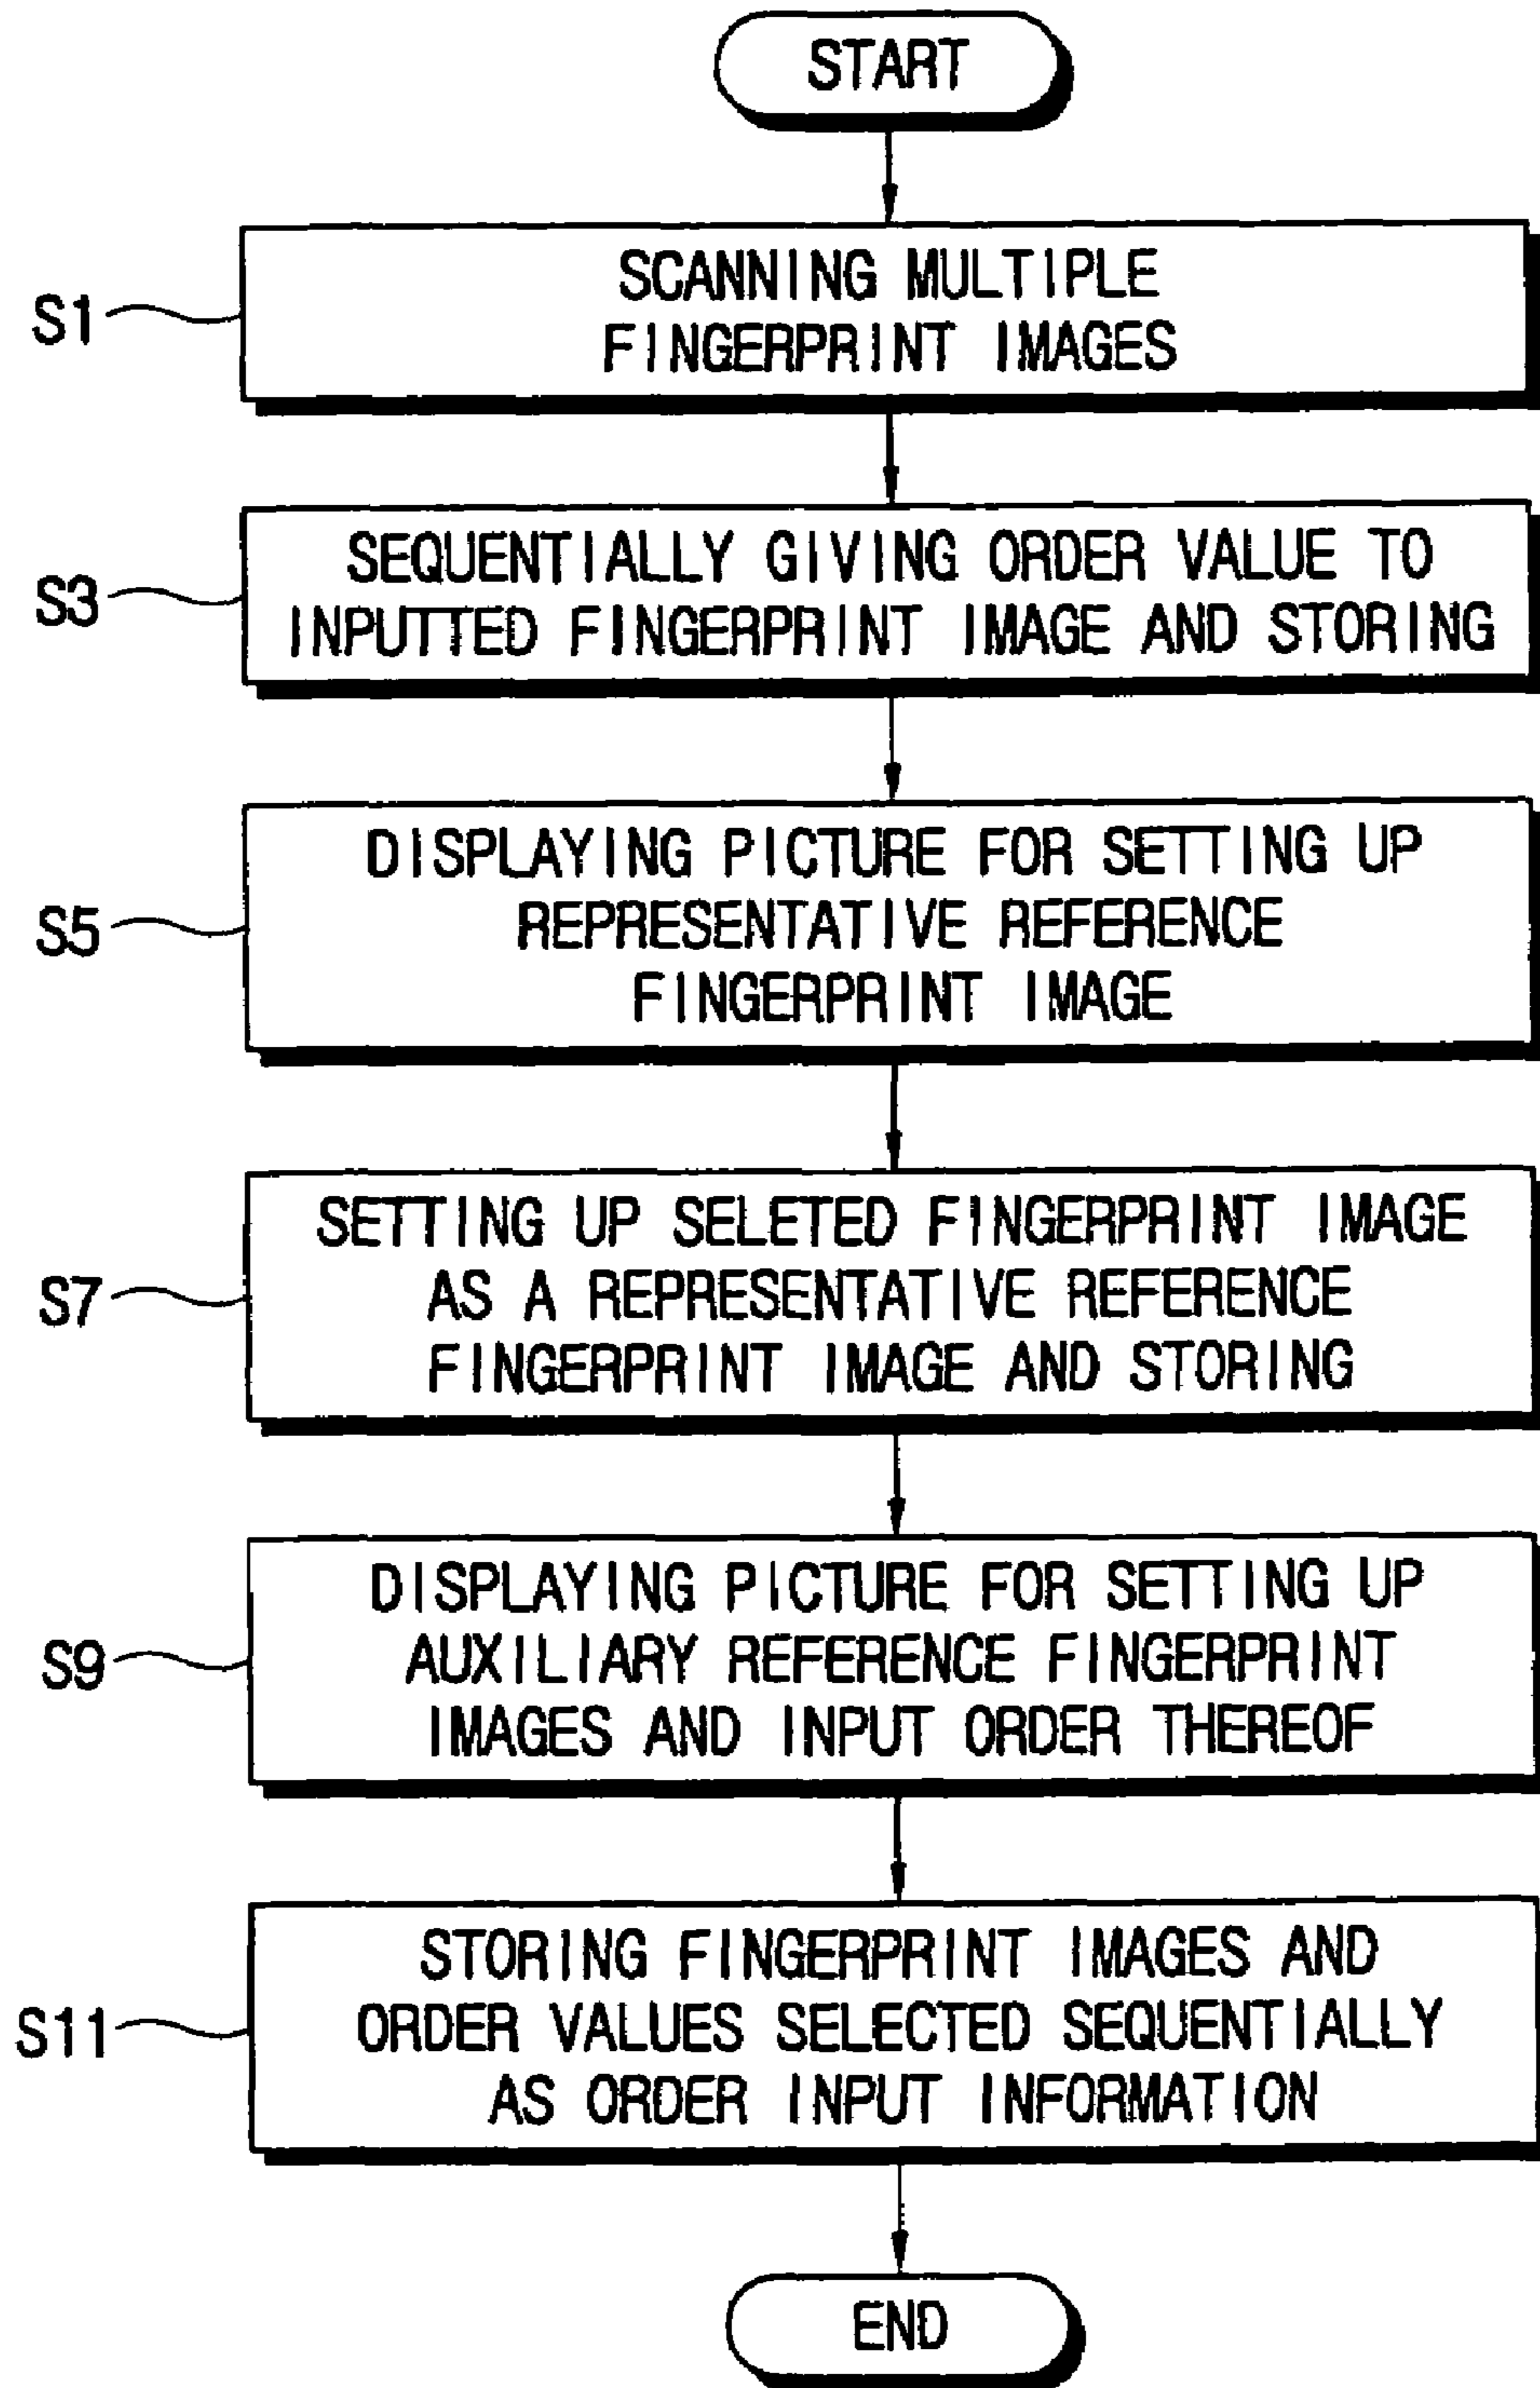 START
S1
SCANNING MULTIPLE
FINGERPRINT IMAGES
S3
SEQUENTIALLY GIVING ORDER VALUE TO
INPUTTED FINGERPRINT IMAGE AND STORING
S5
DISPLAYING PICTURE FOR SETTING UP
REPRESENTATIVE REFERENCE
FINGERPRINT IMAGE
S7
SETTING UP SELETED FINGERPRINT IMAGE
AS A REPRESENTATIVE REFERENCE
FINGERPRINT IMAGE AND STORING
S9
DISPLAYING PICTURE FOR SETTING UP
AUXILIARY REFERENCE FINGERPRINT
IMAGES AND INPUT ORDER THEREOF
S11
STORING FINGERPRINT IMAGES AND
ORDER VALUES SELECTED SEQUENTIALLY
AS ORDER INPUT INFORMATION
END